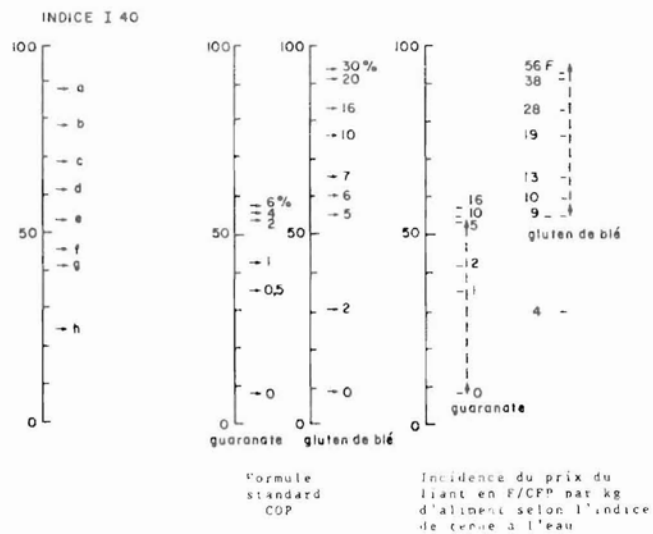 INDICE I 40
100
a
b
c
d
e
50
f
g
h
0
100
6%
4
2
50
1
0,5
0
0
guaranate
100
30%
20
16
10
7
6
5
50
2
0
0
gluten de blé
100
16
10
5
50
2
1
0
0
guaranate
56 F
38
28
19
13
10
9
gluten de blé
4
Formule
standard
COP
Incidence du prix du
liant en F/CFP par kg
d'aliment selon l'indice
de tenue à l'eau